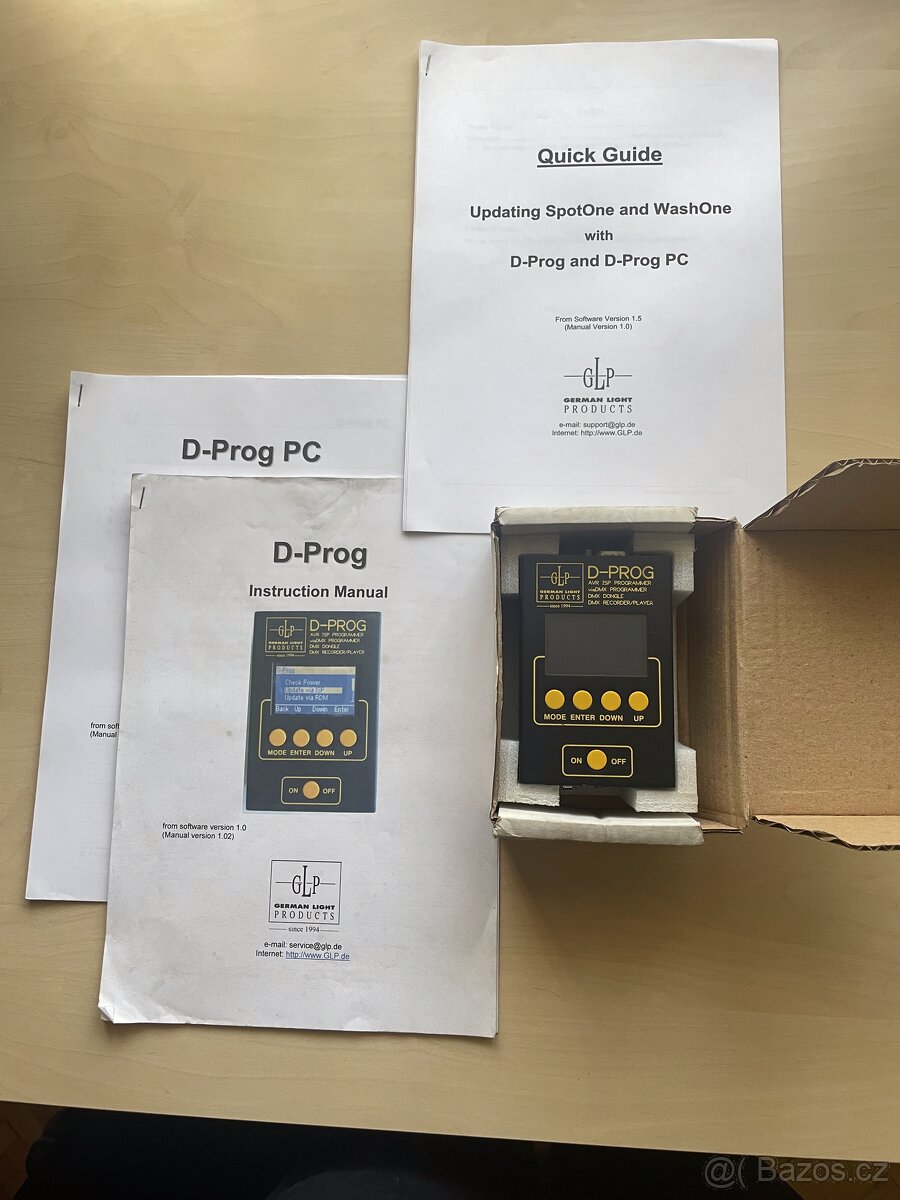 Quick Guide
Updating SpotOne and WashOne
with
D-Prog and D-Prog PC
From Software Version 1.5
(Manual Version 1.0)
GLP
GERMAN LIGHT
PRODUCTS
e-mail: support@glp.de
Internet: http://www.GLP.de
D-Prog PC
from soft
(Manual
D-Prog
Instruction Manual
GLP
GERMAN LIGHT
PRODUCTS
since 1994
D-PROG
AVR ISP PROGRAMMER
viaDMX PROGRAMMER
DMX DONGLE
DMX RECORDER/PLAYER
Check Power
Update via ISP
Update via RDM
Back Up Down Enter
MODE ENTER DOWN UP
ON OFF
from software version 1.0
(Manual version 1.02)
GLP
GERMAN LIGHT
PRODUCTS
since 1994
e-mail: service@glp.de
Internet: http://www.GLP.de
GLP
GERMAN LIGHT
PRODUCTS
since 1994
D-PROG
AVR ISP PROGRAMMER
viaDMX PROGRAMMER
DMX DONGLE
DMX RECORDER/PLAYER
MODE ENTER DOWN UP
ON OFF
@( Bazos.cz